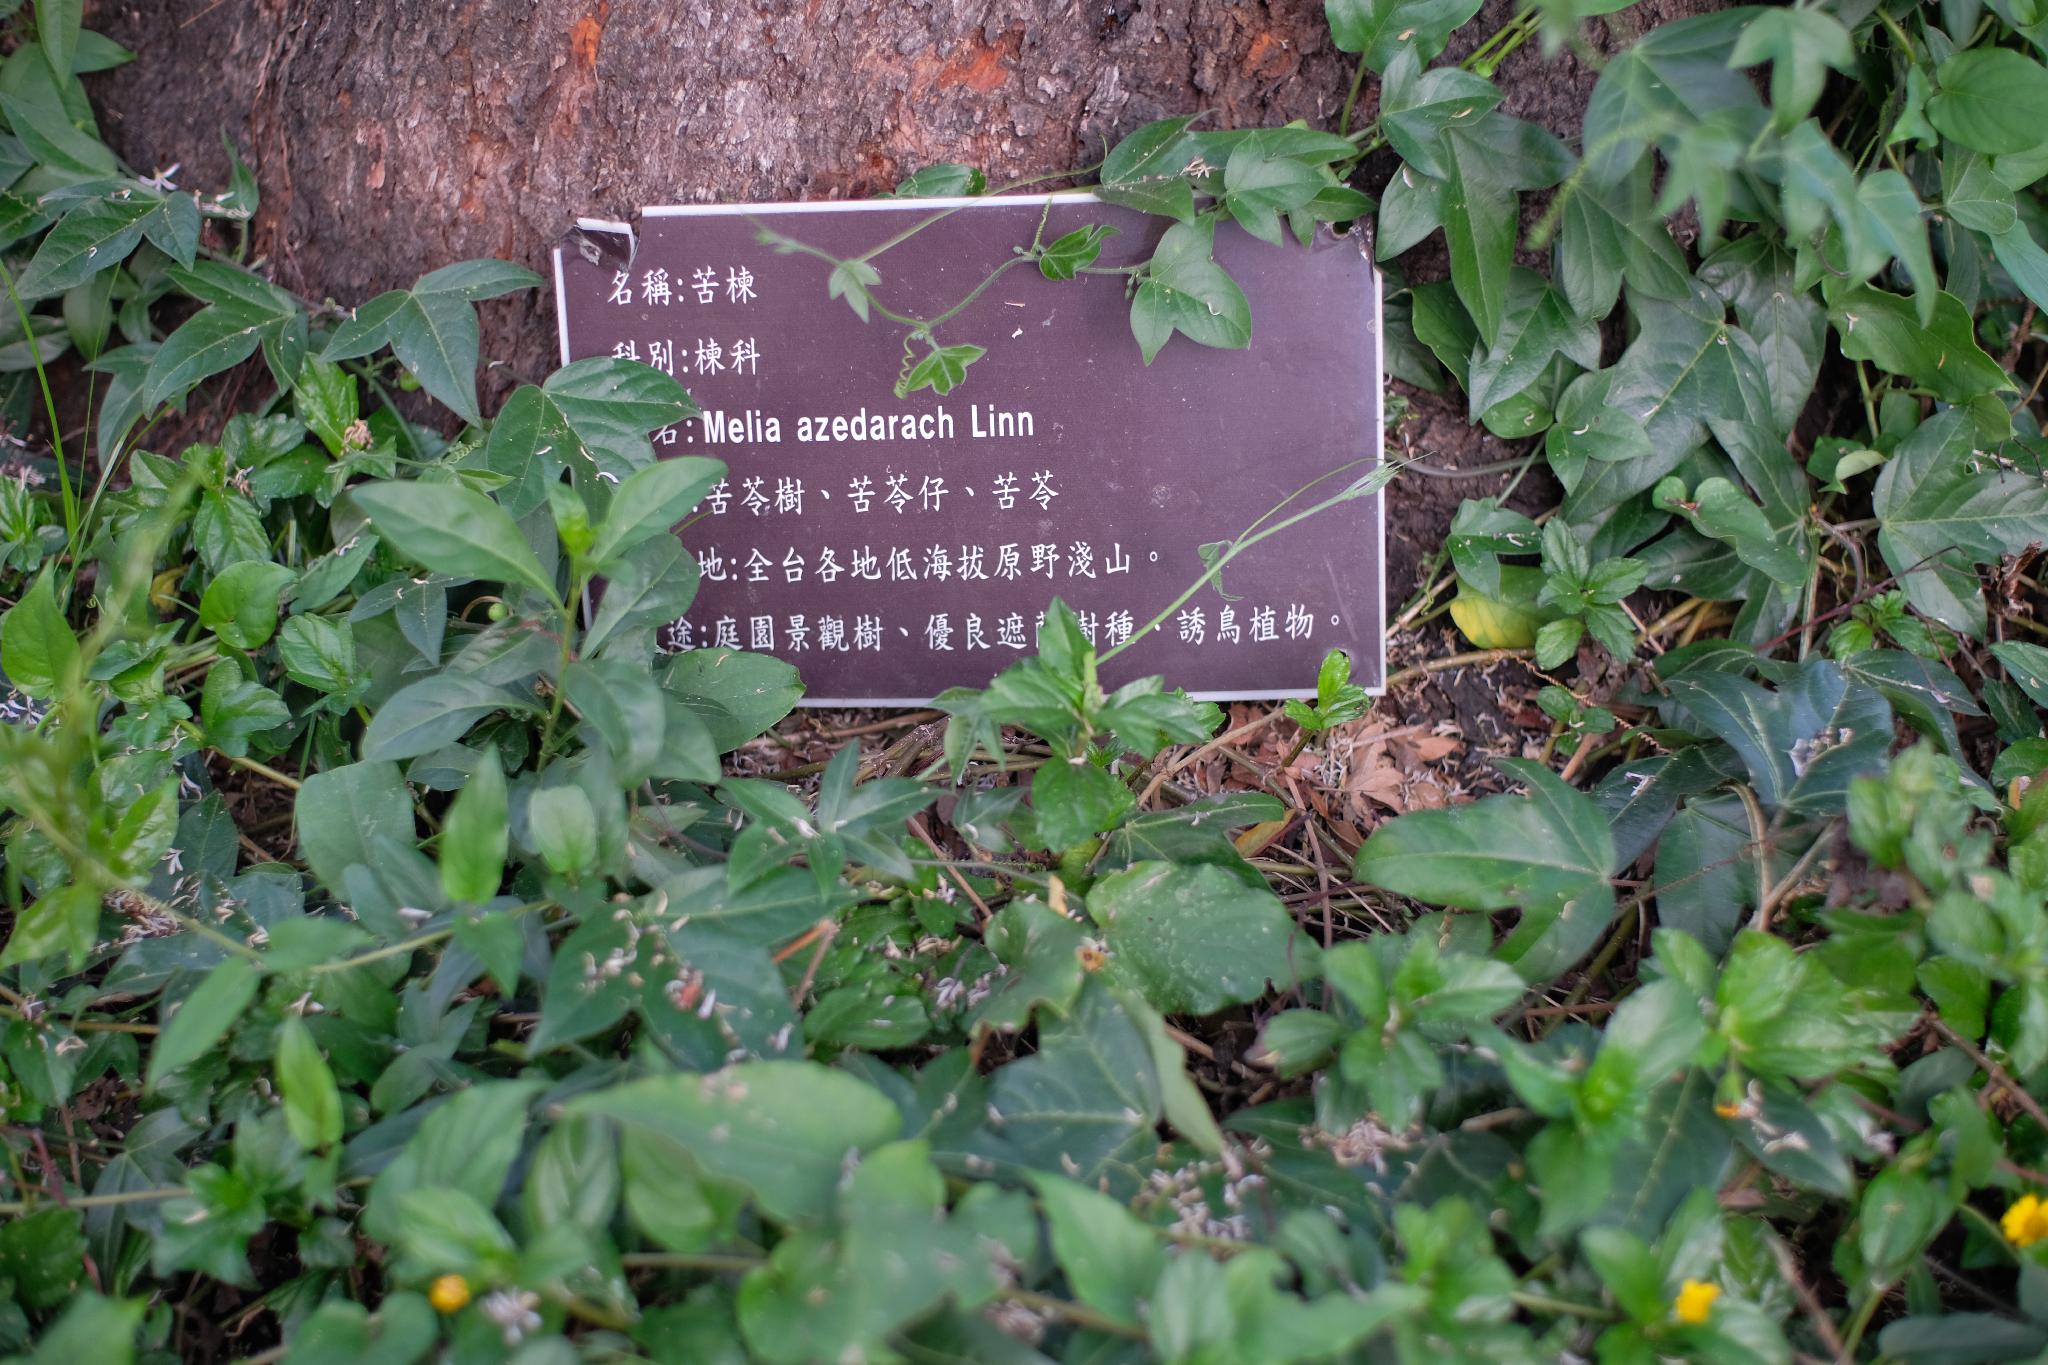 名稱:苦楝
科別:楝科
名:Melia azedarach Linn
:苦苓樹、苦苓仔、苦苓
地:全台各地低海拔原野淺山。
途:庭園景觀樹、優良遮 樹種、誘鳥植物。